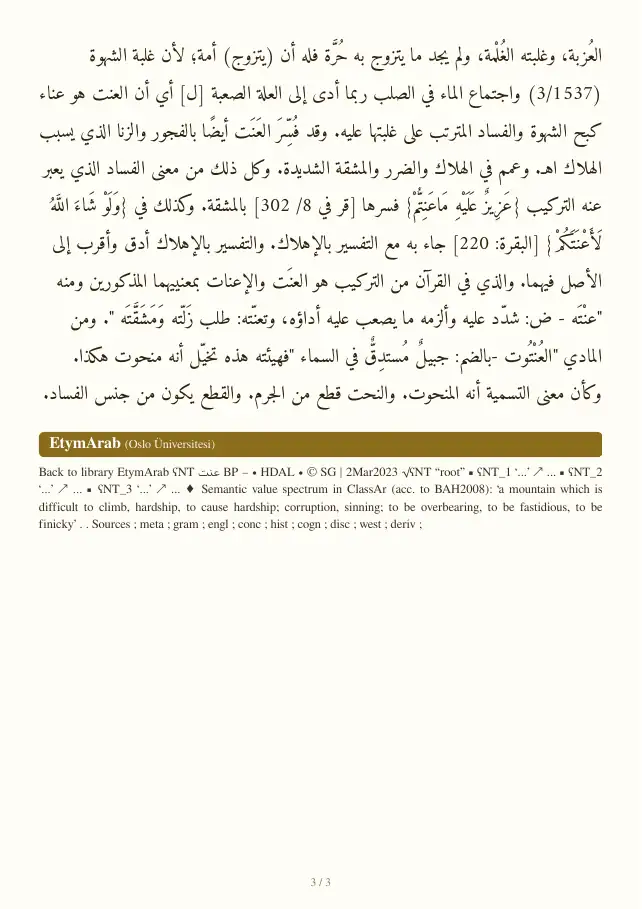 العُزبة، وغلبته الغُلْمة، ولم يجد ما يتزوج به حُرَّة فله أن (يتزوج) أمة؛ لأن غلبة الشهوة
(3/1537) واجتماع الماء في الصلب ربما أدى إلى العلة الصعبة [ل] أي أن العنت هو عناء
كبح الشهوة والفساد المترتب على غلبتها عليه. وقد فُسِّرَ العَنَت أيضًا بالفجور والزنا الذي يسبب
الهلاك اهـ. وعمم في الهلاك والضرر والمشقة الشديدة. وكل ذلك من معنى الفساد الذي يعبر
عنه التركيب {عَزِيزٌ عَلَيْهِ مَاعَنِتُّمْ} فسرها [قر في 8/ 302] بالمشقة. وكذلك في {وَلَوْ شَاءَ اللَّهُ
لَأَعْنَتَكُمْ} [البقرة: 220] جاء به مع التفسير بالإهلاك. والتفسير بالإهلاك أدق وأقرب إلى
الأصل فيهما. والذي في القرآن من التركيب هو العنَت والإعنات بمعنييهما المذكورين ومنه
"عنْتَه - ض: شدّد عليه وألزمه ما يصعب عليه أداؤه، وتعنّته: طلب زَلّته وَمَشَقَّتَه ". ومن
المادي "العُنْتُوت -بالضم: جبيلٌ مُستدِقٌّ في السماء "فهيئته هذه تخيّل أنه منحوت هكذا.
وكأن معنى التسمية أنه المنحوت. والنحت قطع من الجرم. والقطع يكون من جنس الفساد.
EtymArab (Oslo Üniversitesi)
Back to library EtymArab ʕNT عنت BP – • HDAL • © SG | 2Mar2023 √ʕNT “root” ▪ ʕNT_1 ‘...’ ↗ ... ▪ ʕNT_2
‘...’ ↗ ... ▪ ʕNT_3 ‘...’ ↗ ... ♦ Semantic value spectrum in ClassAr (acc. to BAH2008): ‘a mountain which is
difficult to climb, hardship, to cause hardship; corruption, sinning; to be overbearing, to be fastidious, to be
finicky’ . . Sources ; meta ; gram ; engl ; conc ; hist ; cogn ; disc ; west ; deriv ;
3 / 3